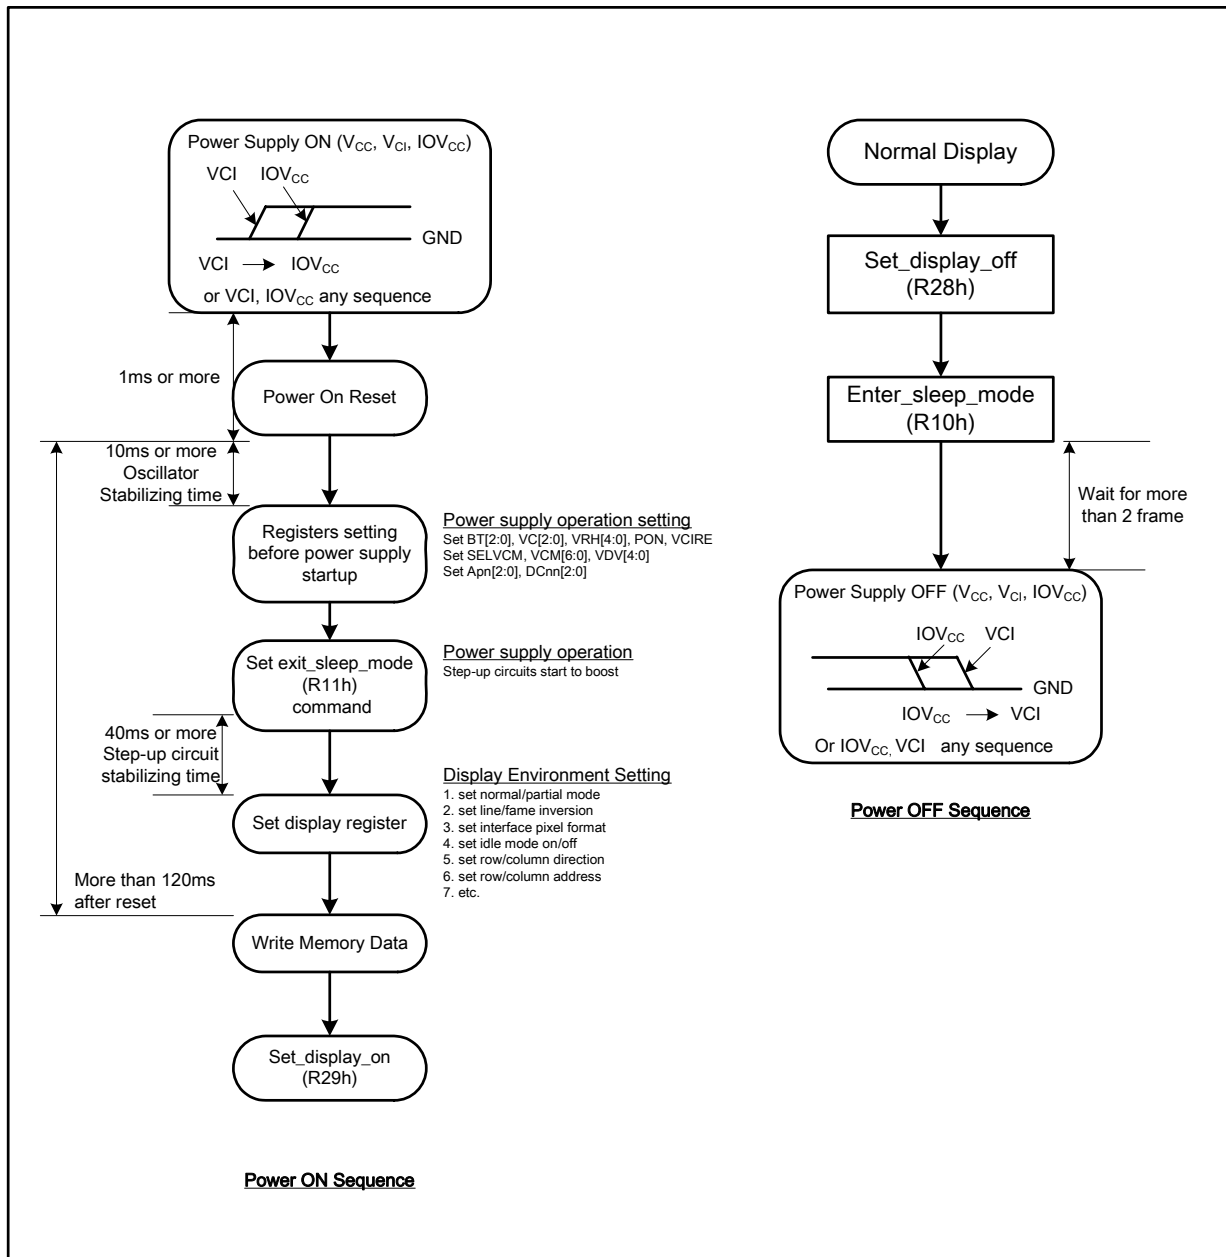 Power Supply ON (VCC, VCI, IOVCC)
VCI IOVCC
GND
VCI IOVCC
or VCI, IOVCC any sequence
1ms or more
Power On Reset
10ms or more
Oscillator
Stabilizing time
Registers setting
before power supply
startup
Power supply operation setting
Set BT[2:0], VC[2:0], VRH[4:0], PON, VCIRE
Set SELVCM, VCM[6:0], VDV[4:0]
Set Apn[2:0], DCnn[2:0]
Set exit_sleep_mode
(R11h)
command
Power supply operation
Step-up circuits start to boost
40ms or more
Step-up circuit
stabilizing time
Set display register
Display Environment Setting
1. set normal/partial mode
2. set line/fame inversion
3. set interface pixel format
4. set idle mode on/off
5. set row/column direction
6. set row/column address
7. etc.
More than 120ms
after reset
Write Memory Data
Set_display_on
(R29h)
Power ON Sequence
Normal Display
Set_display_off
(R28h)
Enter_sleep_mode
(R10h)
Wait for more
than 2 frame
Power Supply OFF (VCC, VCI, IOVCC)
IOVCC VCI
GND
IOVCC VCI
Or IOVCC, VCI any sequence
Power OFF Sequence